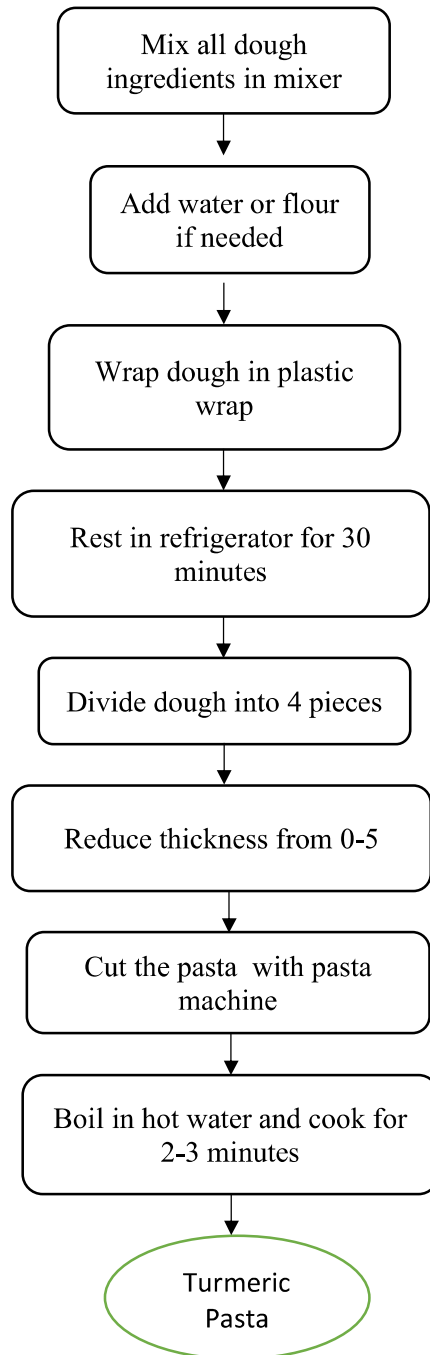 Mix all dough
ingredients in mixer
Add water or flour
if needed
Wrap dough in plastic
wrap
Rest in refrigerator for 30
minutes
Divide dough into 4 pieces
Reduce thickness from 0-5
Cut the pasta  with pasta
machine
Boil in hot water and cook for
2-3 minutes
Turmeric
Pasta